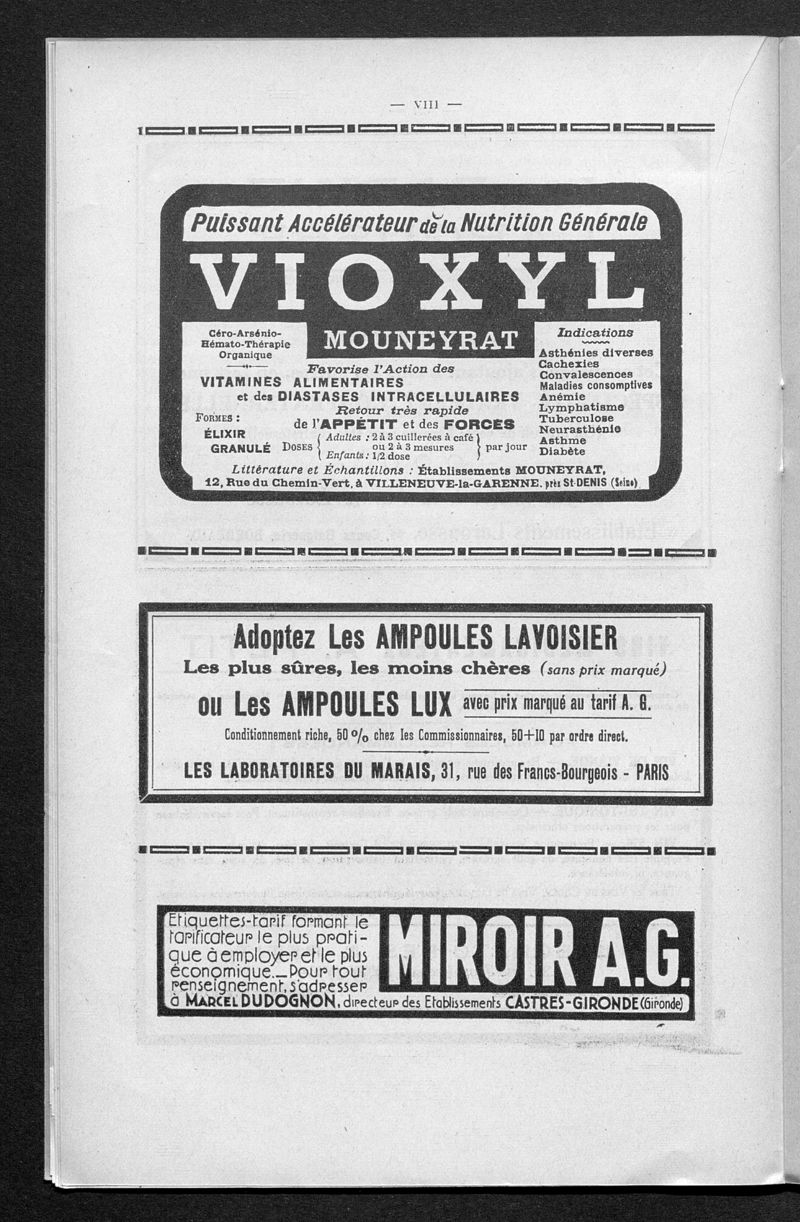 — VIII —
Puissant Accélérateur de la Nutrition Générale
VIOXYL
MOUNEYRAT
Céro-Arsénio-
Hémato-Thérapie
Organique
Favorise l'Action des
VITAMINES ALIMENTAIRES
et des DIASTASES INTRACELLULAIRES
Retour très rapide
de l'APPÉTIT et des FORCES
FORMES :
ÉLIXIR
GRANULÉ
DOSES
Adultes : 2 à 3 cuillerées à café
ou 2 à 3 mesures
Enfants : 1/2 dose
par jour
Indications
Asthénies diverses
Cachexies
Convalescences
Maladies consomptives
Anémie
Lymphatisme
Tuberculose
Neurasthénie
Asthme
Diabète
Littérature et Échantillons : Établissements MOUNEYRAT,
12, Rue du Chemin-Vert, à VILLENEUVE-la-GARENNE, près St-DENIS (Seine)
Adoptez Les AMPOULES LAVOISIER
Les plus sûres, les moins chères (sans prix marqué)
ou Les AMPOULES LUX avec prix marqué au tarif A. G.
Conditionnement riche, 50 % chez les Commissionnaires, 50+10 par ordre direct.
LES LABORATOIRES DU MARAIS, 31, rue des Francs-Bourgeois - PARIS
Etiquettes-tarif formant le
tarificateur le plus prati-
que à employer et le plus
économique._Pour tout
renseignement, s'adresser
MIROIR A.G.
à MARCEL DUDOGNON, directeur des Etablissements CASTRES-GIRONDE (Gironde)